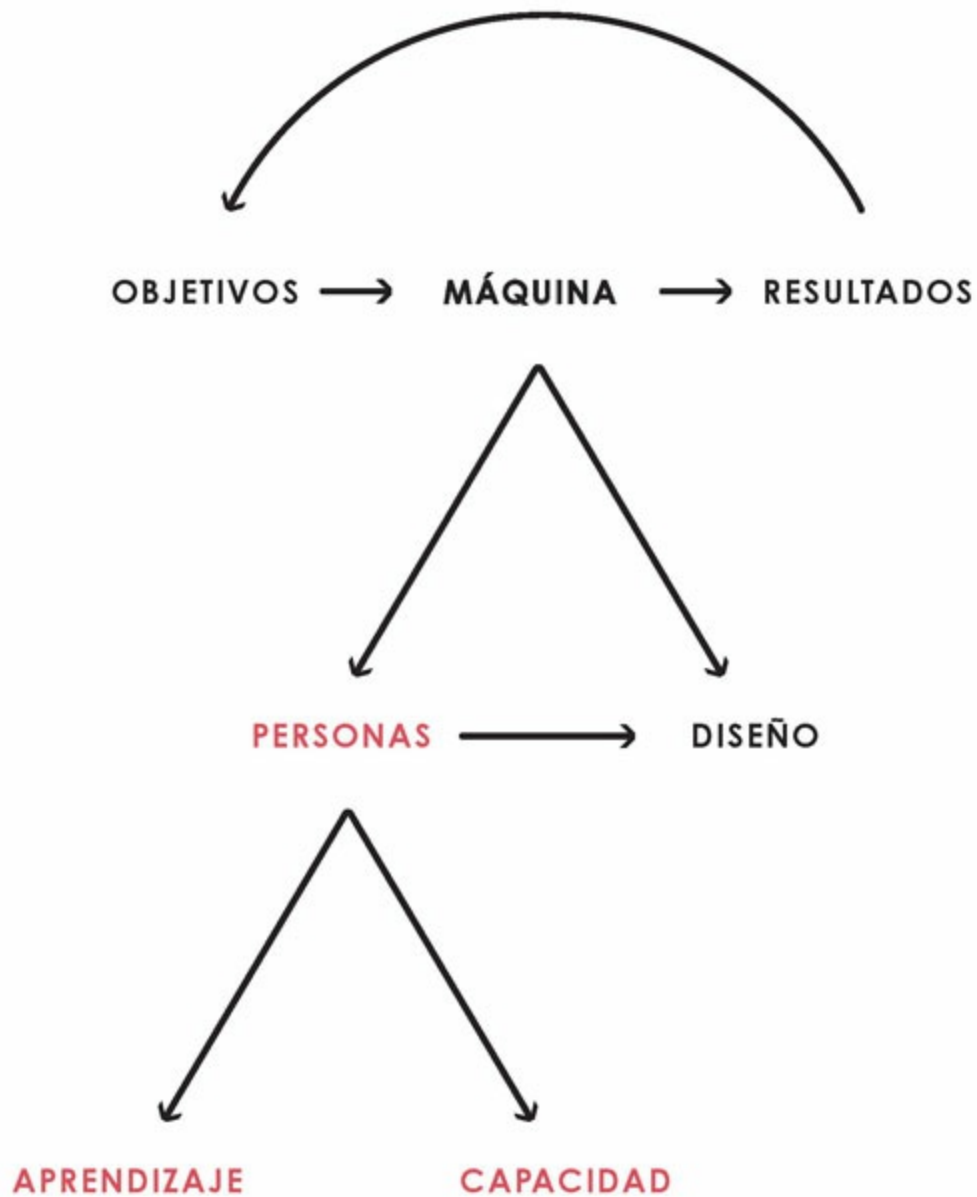 OBJETIVOS → MÁQUINA → RESULTADOS
PERSONAS → DISEÑO
APRENDIZAJE CAPACIDAD